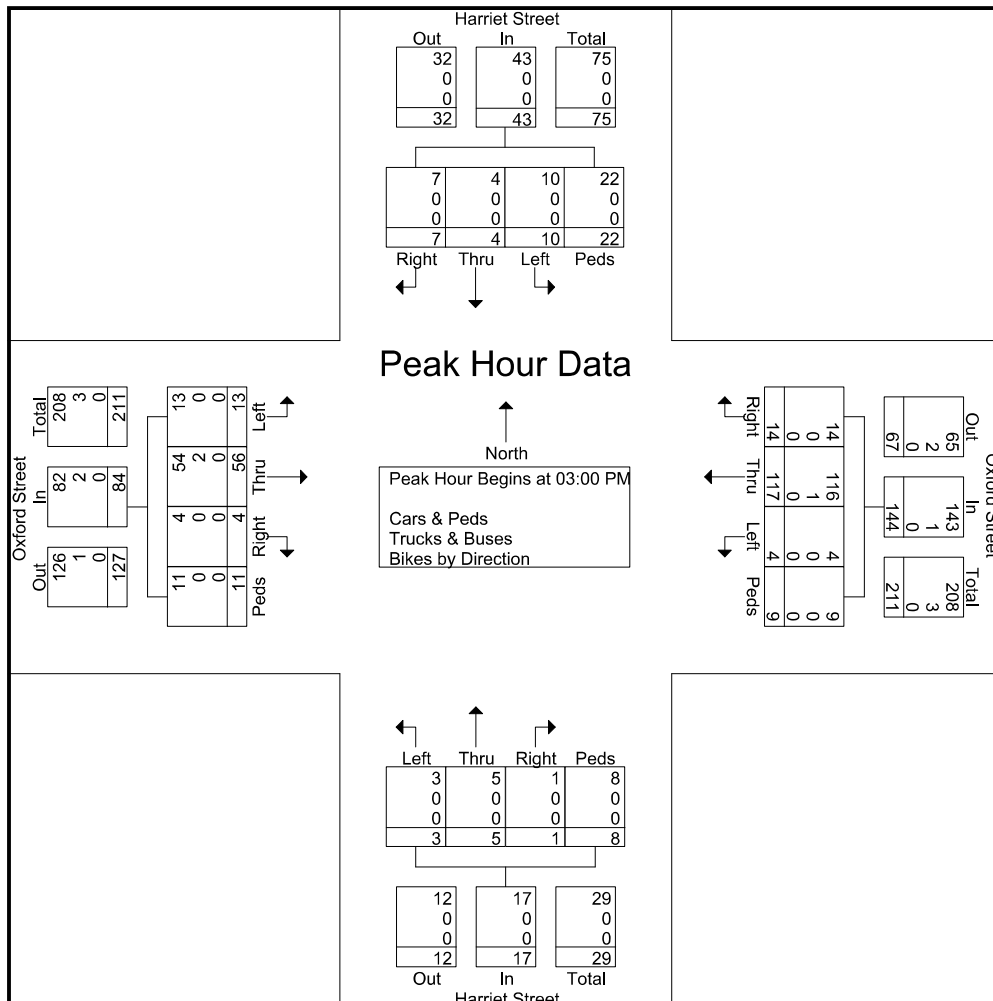 Harriet Street
Out In Total
32 43 75
0 0 0
0 0 0
32 43 75
7 4 10 22
0 0 0 0
0 0 0 0
7 4 10 22
Right Thru Left Peds
Peak Hour Data
North
Peak Hour Begins at 03:00 PM
Cars & Peds
Trucks & Buses
Bikes by Direction
Oxford Street
Out In Total
126 82 208
1 2 3
0 0 0
127 84 211
11 4 54 13
0 0 2 0
0 0 0 0
11 4 56 13
Peds Right Thru Left
Oxford Street
Out In Total
65 143 208
2 1 3
0 0 0
67 144 211
14 116 4 9
0 1 0 0
0 0 0 0
14 117 4 9
Right Thru Left Peds
Left Thru Right Peds
3 5 1 8
0 0 0 0
0 0 0 0
3 5 1 8
12 17 29
0 0 0
0 0 0
12 17 29
Out In Total
Harriet Street